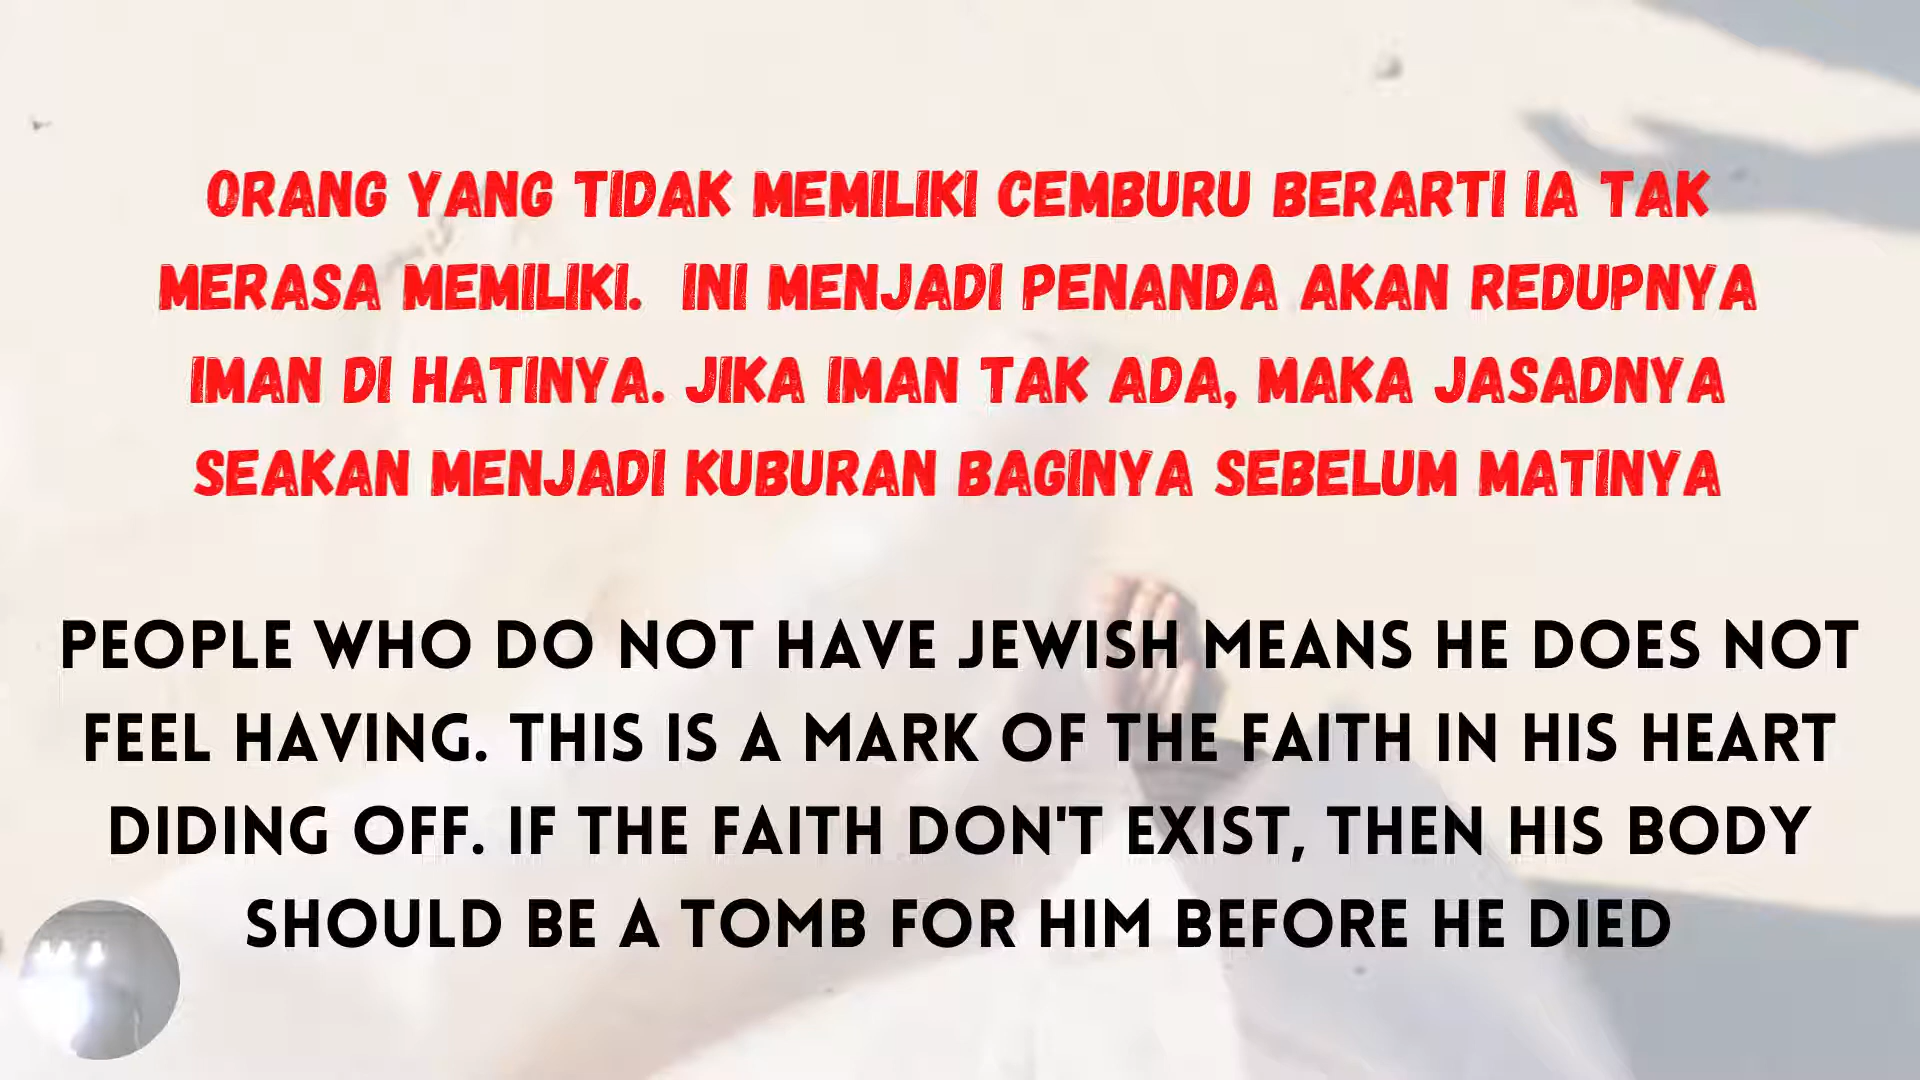 ORANG YANG TIDAK MEMILIKI CEMBURU BERARTI IA TAK
MERASA MEMILIKI. INI MENJADI PENANDA AKAN REDUPNYA
IMAN DI HATINYA. JIKA IMAN TAK ADA, MAKA JASADNYA
SEAKAN MENJADI KUBURAN BAGINYA SEBELUM MATINYA
PEOPLE WHO DO NOT HAVE JEWISH MEANS HE DOES NOT
FEEL HAVING. THIS IS A MARK OF THE FAITH IN HIS HEART
DIDING OFF. IF THE FAITH DON'T EXIST, THEN HIS BODY
SHOULD BE A TOMB FOR HIM BEFORE HE DIED